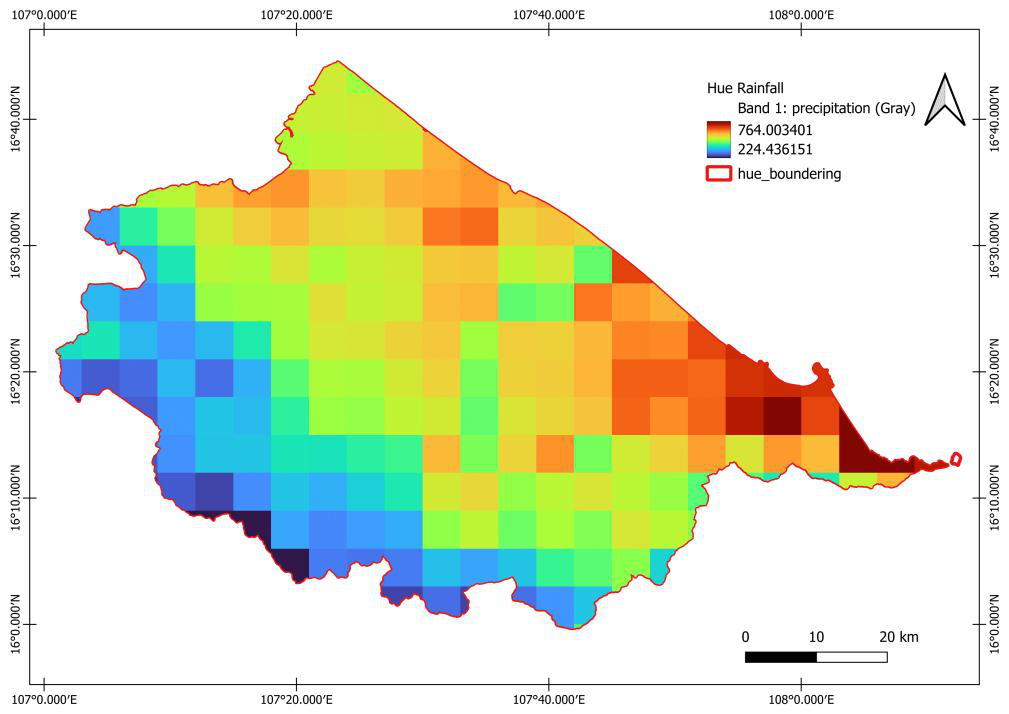 107°0.000'E 107°20.000'E 107°40.000'E 108°0.000'E
Hue Rainfall
Band 1: precipitation (Gray)
764.003401
224.436151
hue_boundering
16°40.000'N 16°40.000'N
16°30.000'N 16°30.000'N
16°20.000'N 16°20.000'N
16°10.000'N 16°10.000'N
16°0.000'N 16°0.000'N
0 10 20 km
107°0.000'E 107°20.000'E 107°40.000'E 108°0.000'E